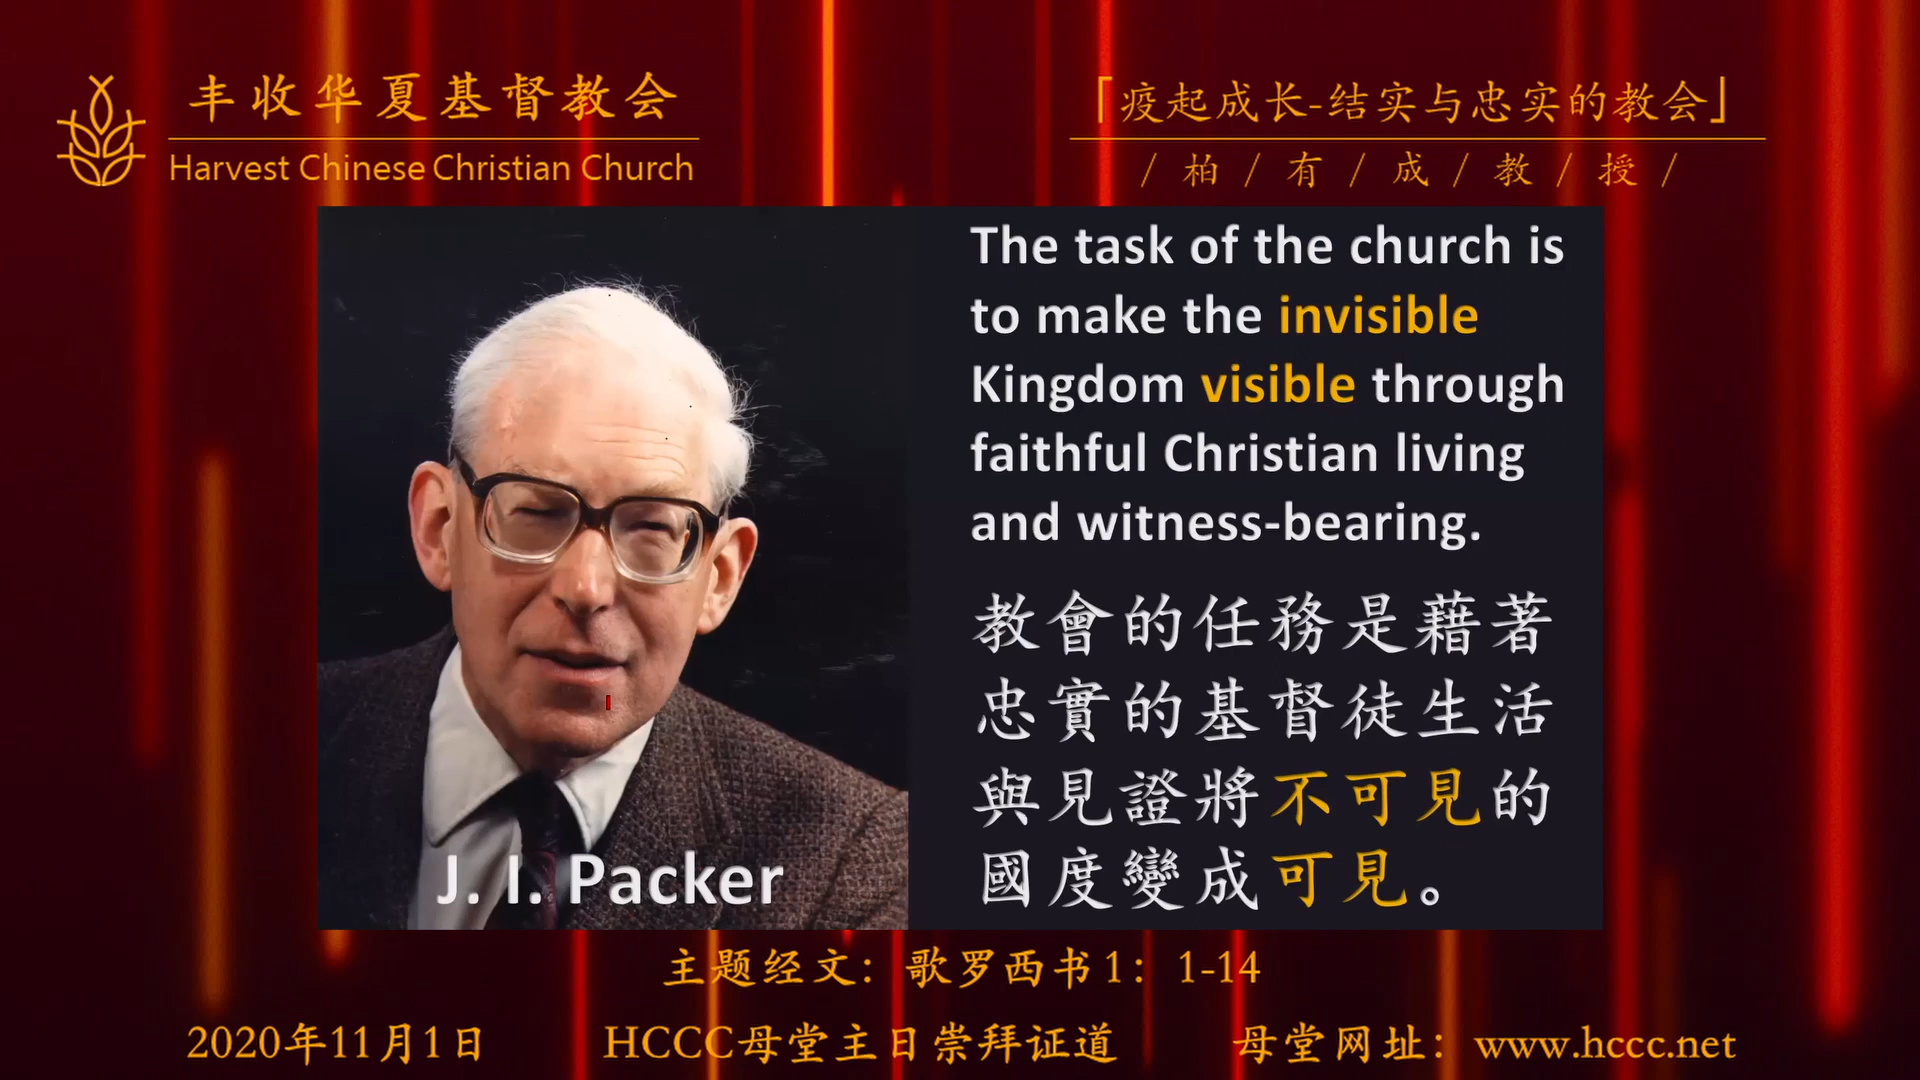 丰收华夏基督教会
Harvest Chinese Christian Church
「疫起成长-结实与忠实的教会」
/ 柏 / 有 / 成 / 教 / 授 /
The task of the church is
to make the invisible
Kingdom visible through
faithful Christian living
and witness-bearing.
教會的任務是藉著
忠實的基督徒生活
與見證將不可見的
國度變成可見。
J. I. Packer
主题经文：歌罗西书1：1-14
2020年11月1日
HCCC母堂主日崇拜证道
母堂网址：www.hccc.net